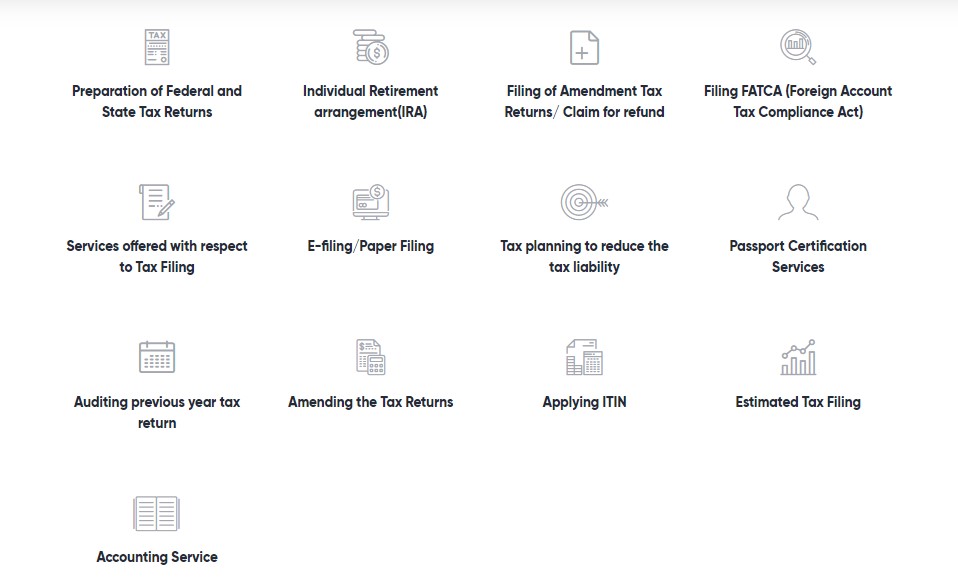 TAX
$
Preparation of Federal and
State Tax Returns
Individual Retirement
arrangement(IRA)
Filing of Amendment Tax
Returns/ Claim for refund
Filing FATCA (Foreign Account
Tax Compliance Act)
$
Services offered with respect
to Tax Filing
E-filing/Paper Filing
Tax planning to reduce the
tax liability
Passport Certification
Services
$
Auditing previous year tax
return
Amending the Tax Returns
Applying ITIN
Estimated Tax Filing
Accounting Service